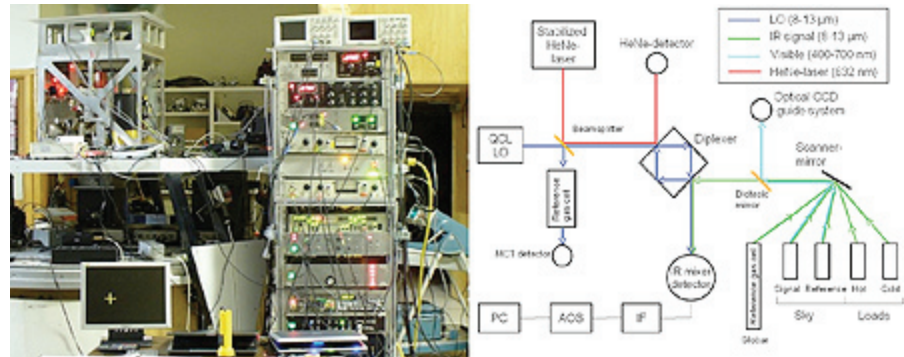 LO (8-13 µm)
IR signal (8-13 µm)
Visible (400-700 nm)
HeNe-laser (632 nm)
Stabilized
HeNe-
laser
HeNe-detector
Optical CCD
guide system
Beamsplitter
Diplexer
Scanner-
mirror
QCL
LO
Dichroic
mirror
Reference
gas cell
MCT detector
IR mixer
detector
Reference gas cell
Signal
Reference
Hot
Cold
Sky
Loads
Globar
PC
AOS
IF